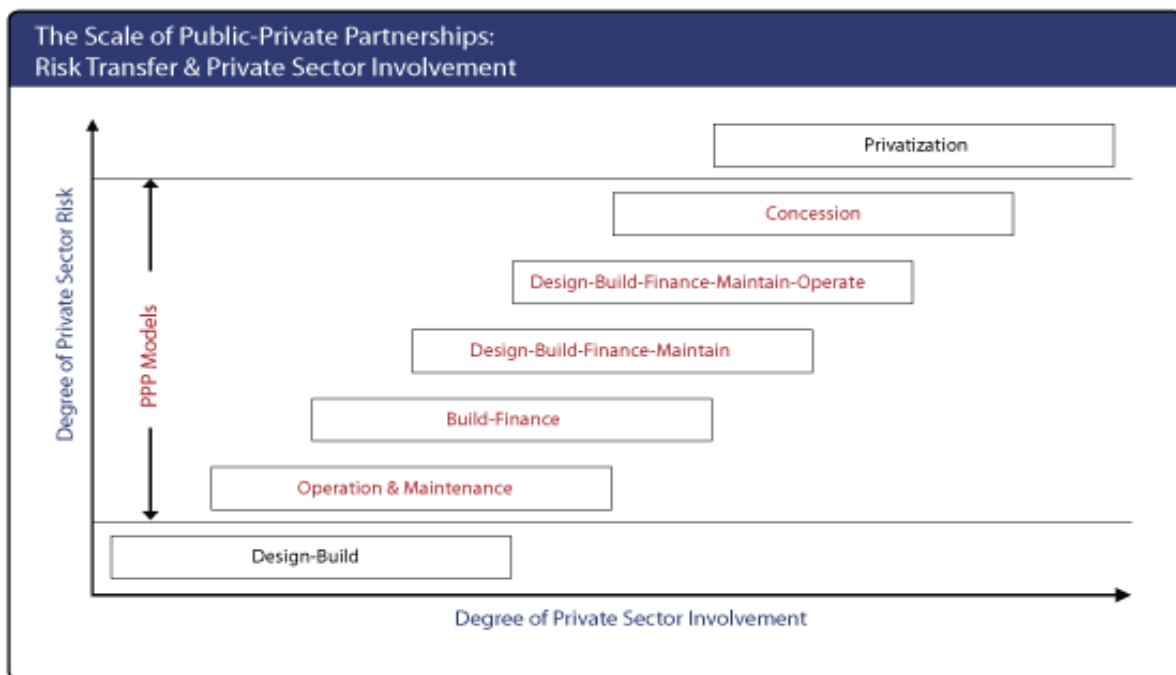 The Scale of Public-Private Partnerships:
Risk Transfer & Private Sector Involvement
Privatization
Concession
Design-Build-Finance-Maintain-Operate
Design-Build-Finance-Maintain
Build-Finance
Operation & Maintenance
Design-Build
Degree of Private Sector Risk
PPP Models
Degree of Private Sector Involvement